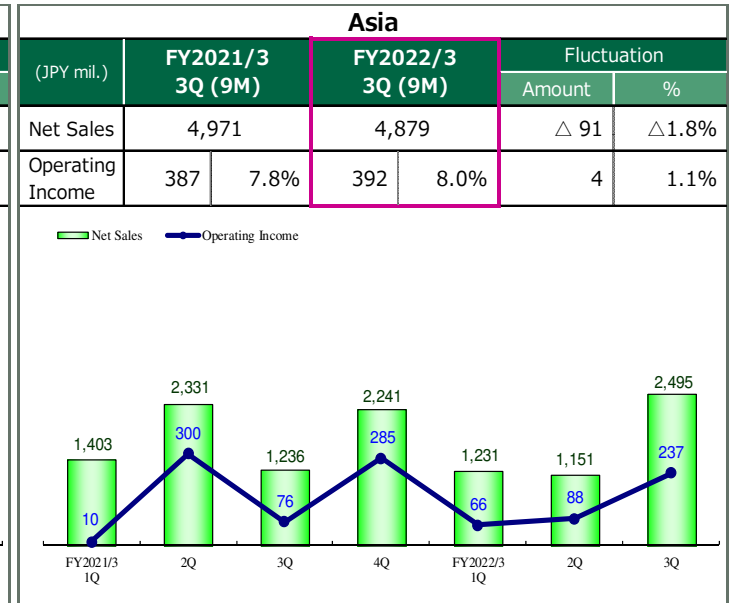 Asia
(JPY mil.) FY2021/3 3Q (9M) FY2022/3 3Q (9M) Fluctuation
Amount %
Net Sales 4,971 4,879 △ 91 △1.8%
Operating Income 387 7.8% 392 8.0% 4 1.1%
Net Sales Operating Income
1,403 2,331 1,236 2,241 1,231 1,151 2,495
10 300 76 285 66 88 237
FY2021/3 1Q 2Q 3Q 4Q FY2022/3 1Q 2Q 3Q